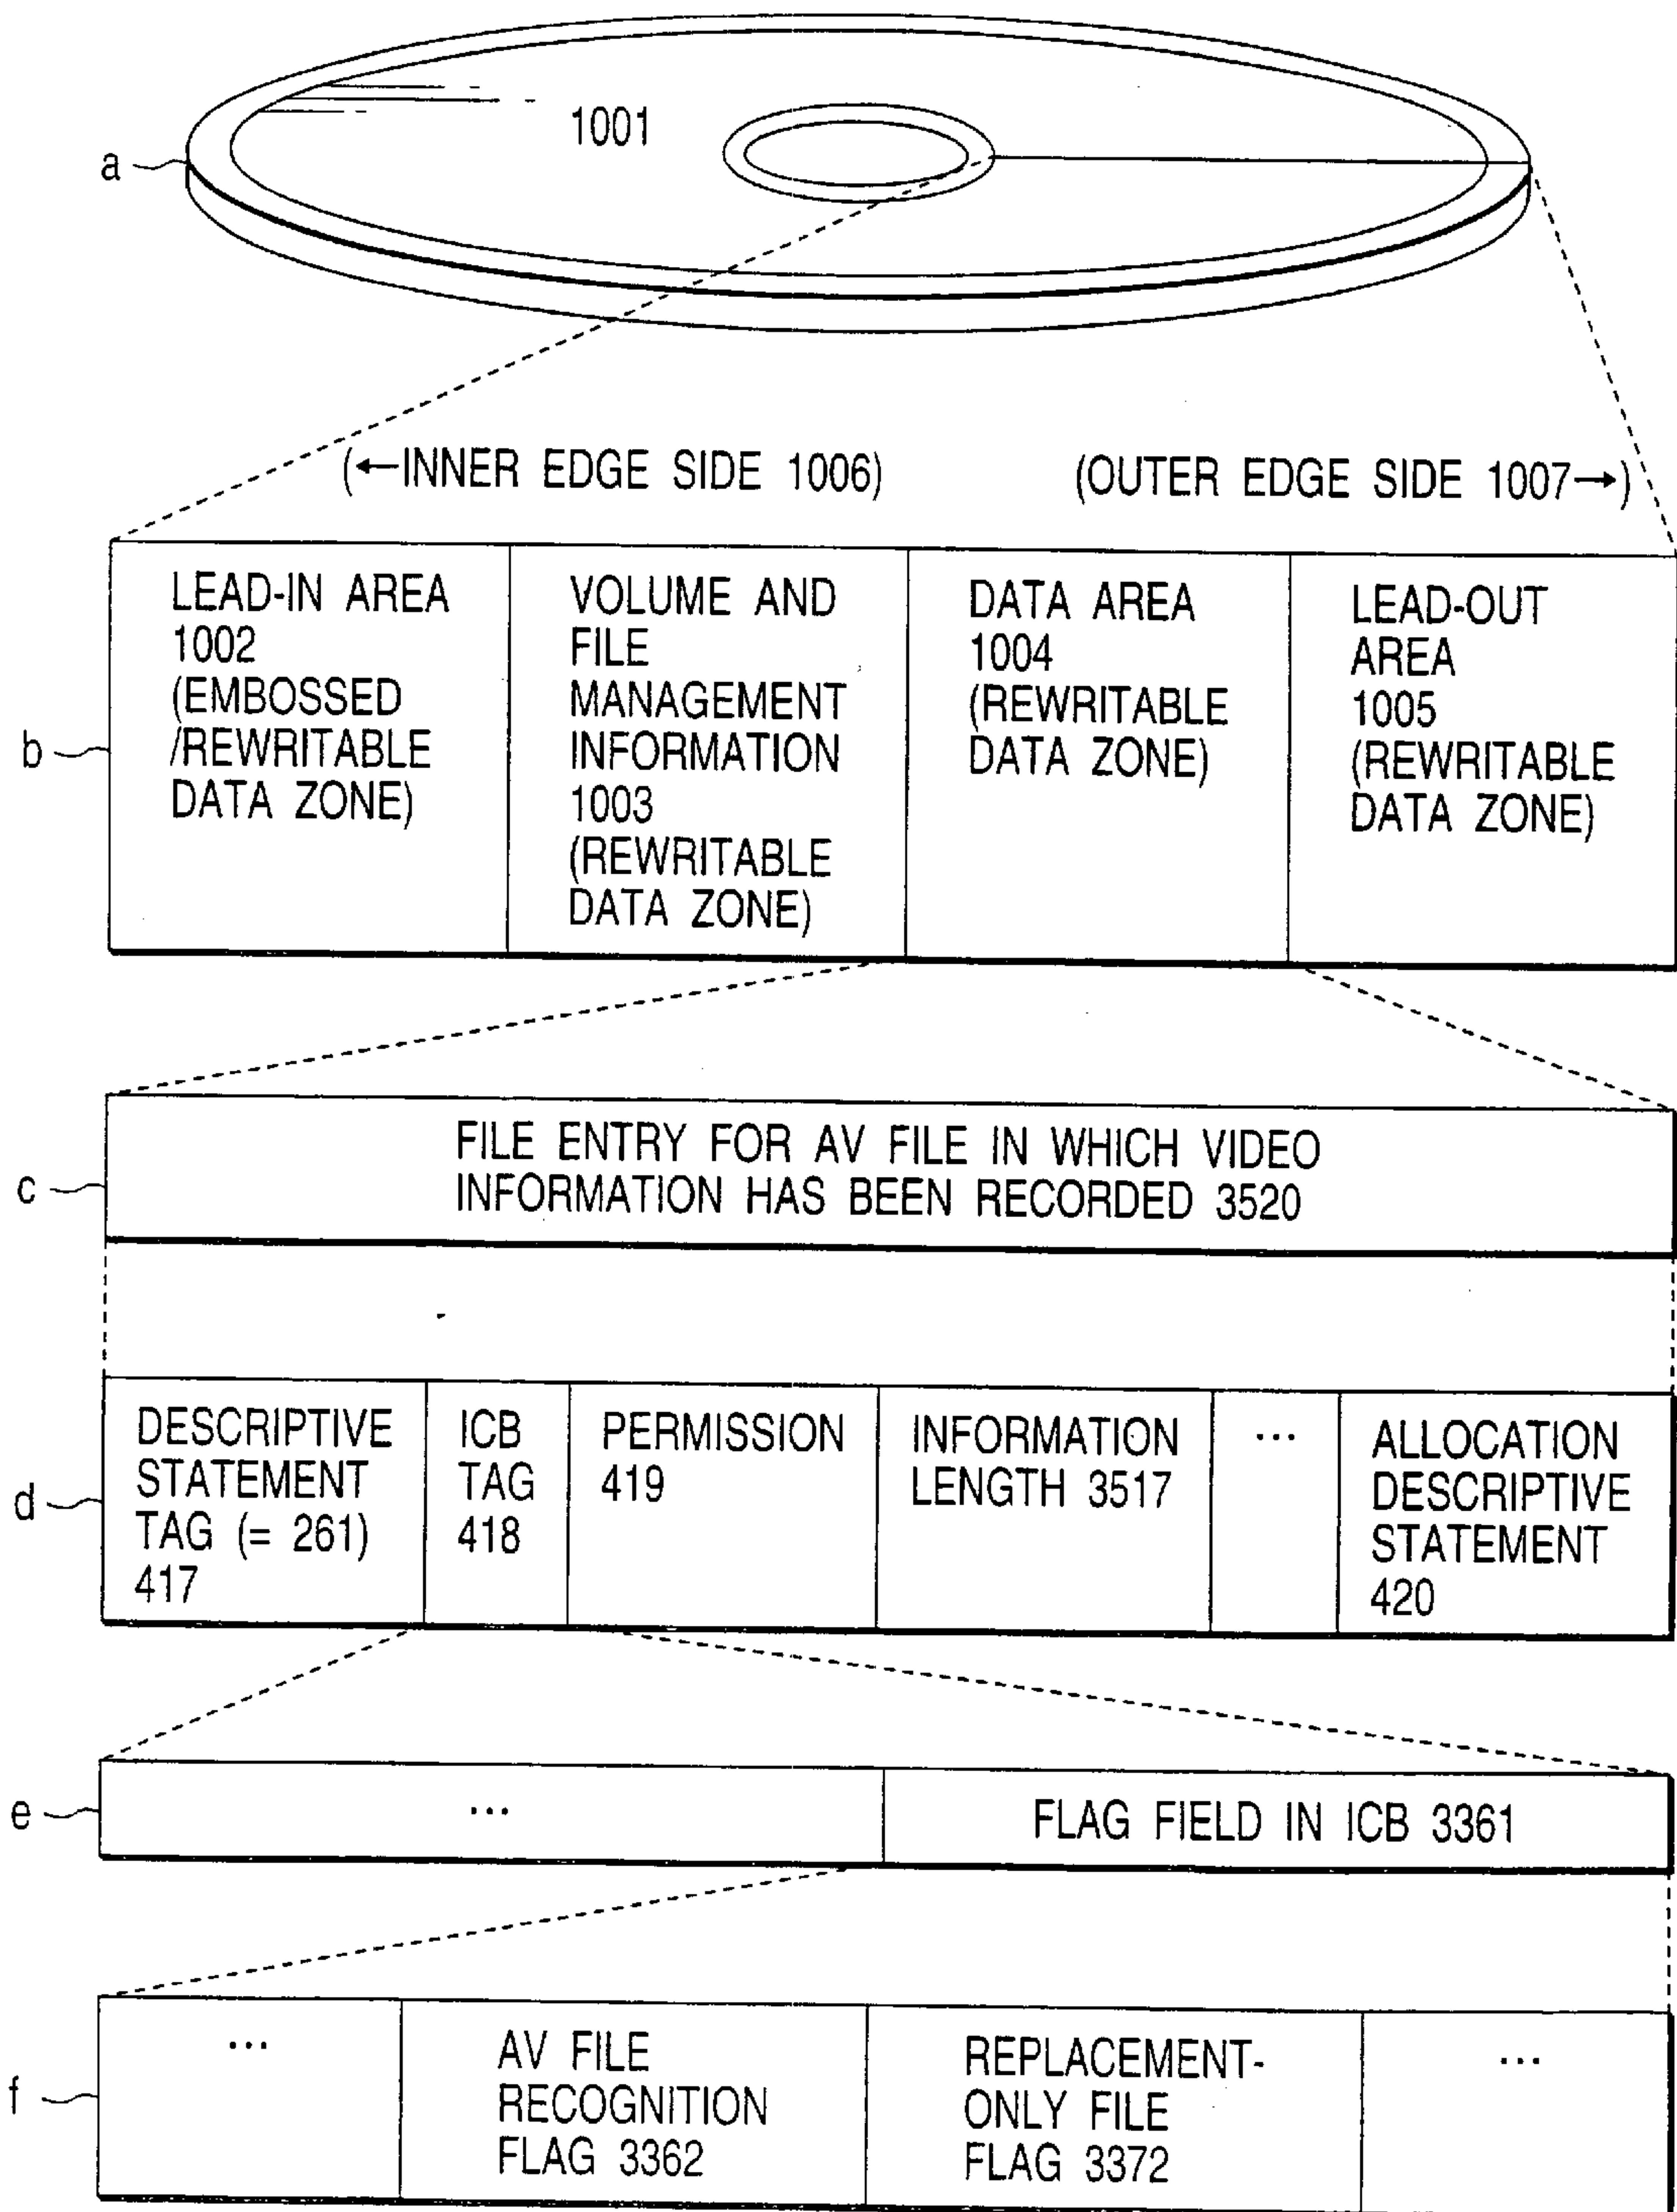 1001
a
(←INNER EDGE SIDE 1006)
(OUTER EDGE SIDE 1007→)
b
LEAD-IN AREA
1002
(EMBOSSED
/REWRITABLE
DATA ZONE)
VOLUME AND
FILE
MANAGEMENT
INFORMATION
1003
(REWRITABLE
DATA ZONE)
DATA AREA
1004
(REWRITABLE
DATA ZONE)
LEAD-OUT
AREA
1005
(REWRITABLE
DATA ZONE)
c
FILE ENTRY FOR AV FILE IN WHICH VIDEO
INFORMATION HAS BEEN RECORDED 3520
d
DESCRIPTIVE
STATEMENT
TAG (= 261)
417
ICB
TAG
418
PERMISSION
419
INFORMATION
LENGTH 3517
...
ALLOCATION
DESCRIPTIVE
STATEMENT
420
e
...
FLAG FIELD IN ICB 3361
f
...
AV FILE
RECOGNITION
FLAG 3362
REPLACEMENT-
ONLY FILE
FLAG 3372
...